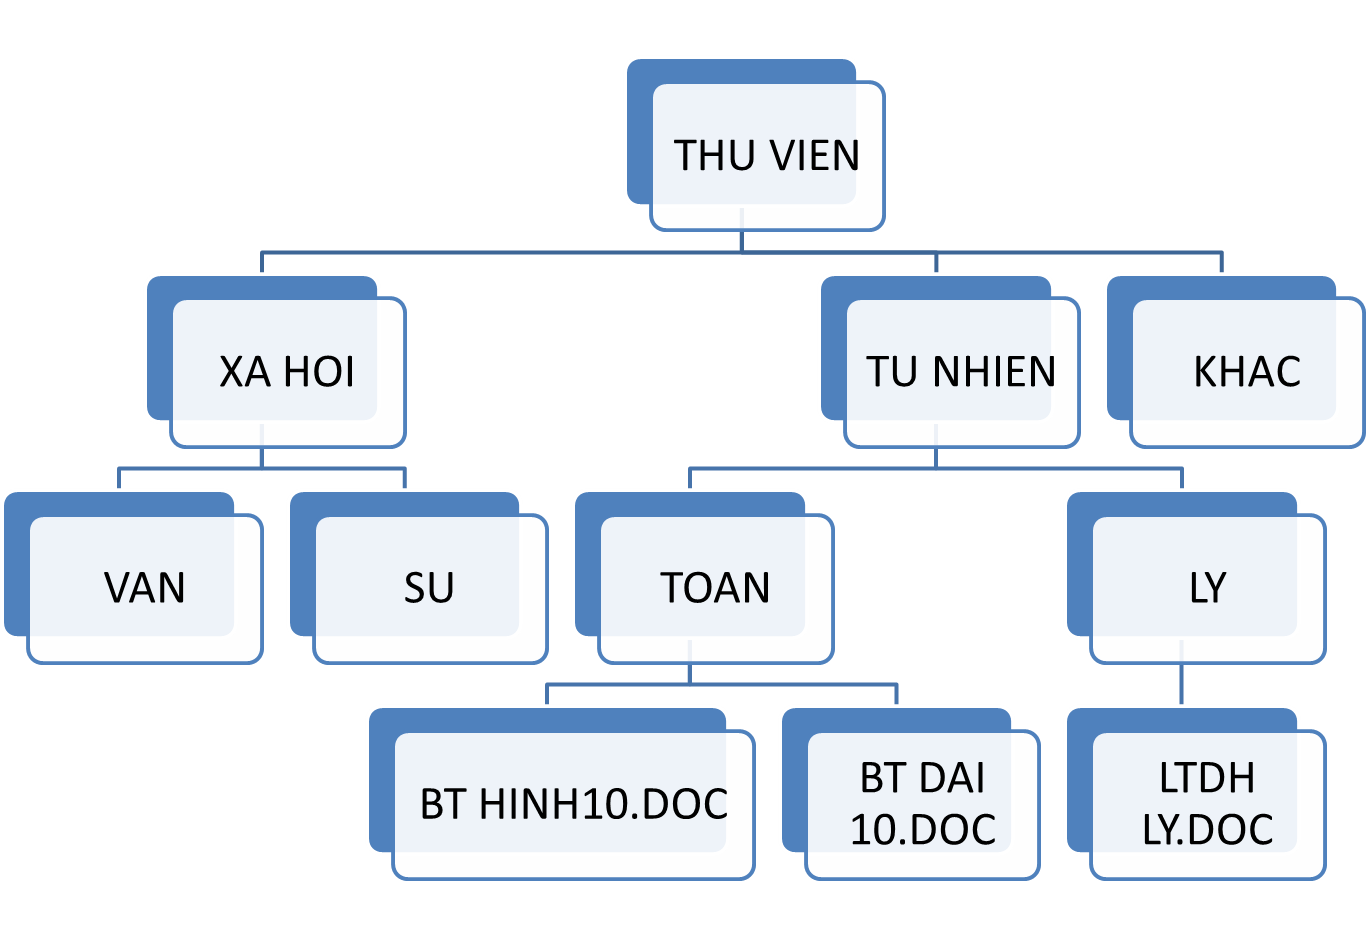 THU VIEN
XA HOI
TU NHIEN
KHAC
VAN
SU
TOAN
LY
BT HINH10.DOC
BT DAI
10.DOC
LTDH
LY.DOC